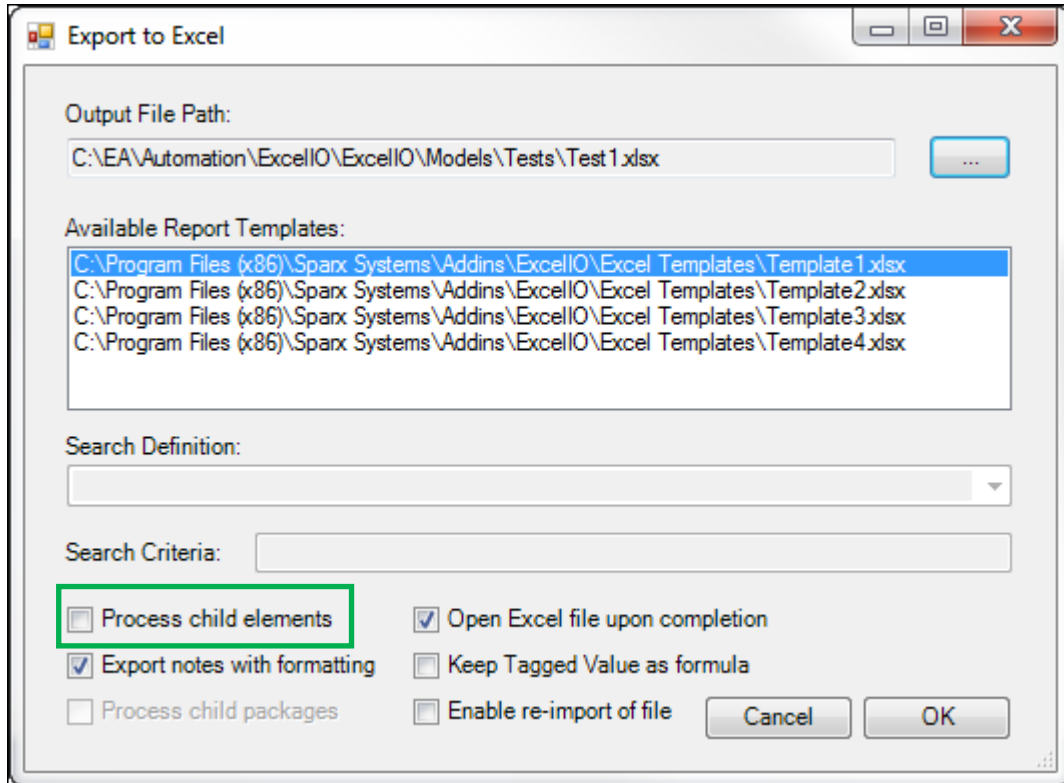 Export to Excel
X
Output File Path:
C:\EA\Automation\ExcelIO\ExcelIO\Models\Tests\Test1.xlsx
...
Available Report Templates:
C:\Program Files (x86)\Sparx Systems\Addins\ExcelIO\Excel Templates\Template1.xlsx
C:\Program Files (x86)\Sparx Systems\Addins\ExcelIO\Excel Templates\Template2.xlsx
C:\Program Files (x86)\Sparx Systems\Addins\ExcelIO\Excel Templates\Template3.xlsx
C:\Program Files (x86)\Sparx Systems\Addins\ExcelIO\Excel Templates\Template4.xlsx
Search Definition:
Search Criteria:
Process child elements
Open Excel file upon completion
Export notes with formatting
Keep Tagged Value as formula
Process child packages
Enable re-import of file
Cancel
OK